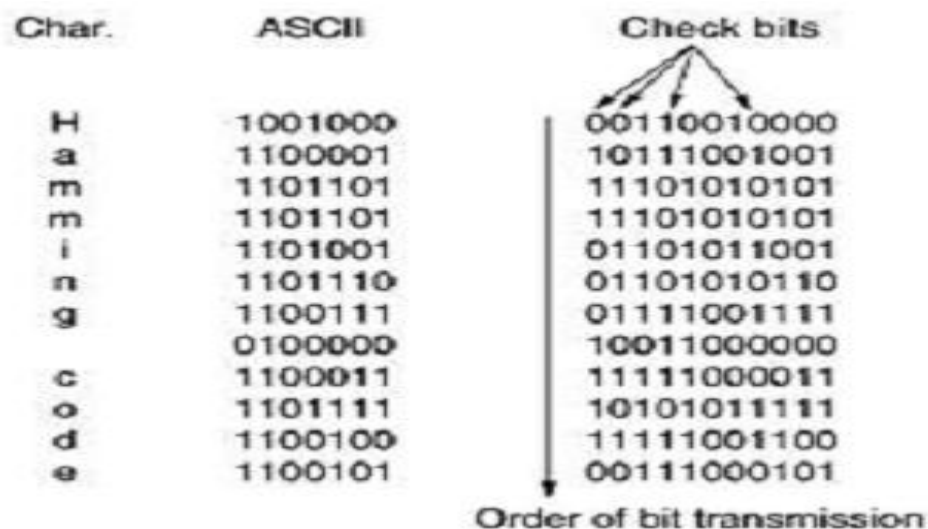 Char. ASCII Check bits
H 1001000 00110010000
a 1100001 10111001001
m 1101101 11101010101
m 1101101 11101010101
i 1101001 01101011001
n 1101110 01101010110
g 1100111 01111001111
0100000 10011000000
c 1100011 11111000011
o 1101111 10101011111
d 1100100 11111001100
e 1100101 00111000101
Order of bit transmission